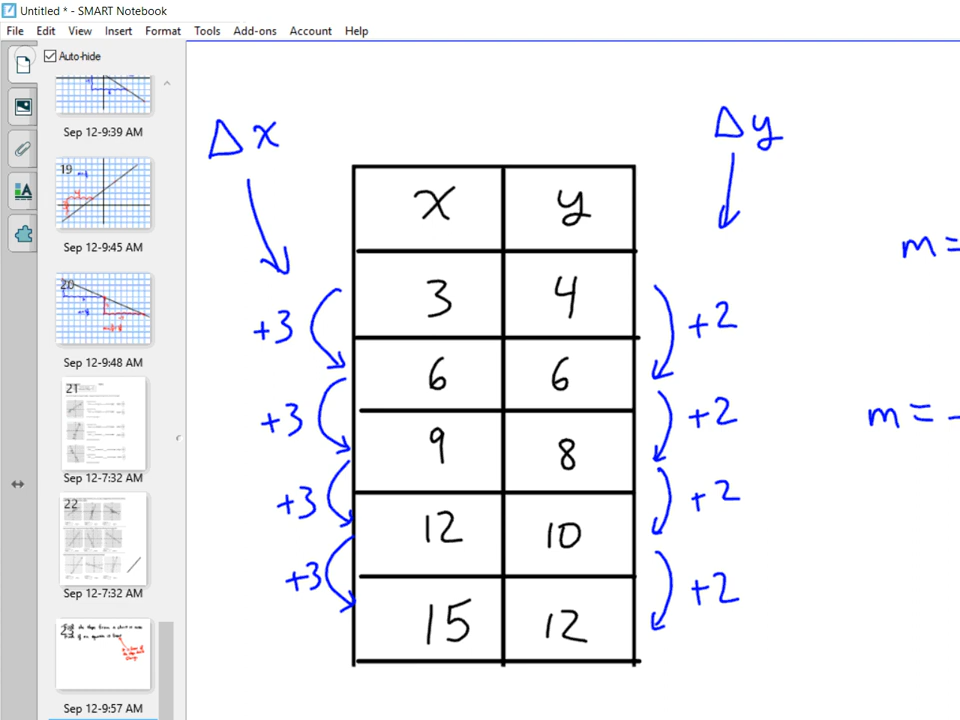 Untitled * - SMART Notebook
File Edit View Insert Format Tools Add-ons Account Help
Auto-hide
Sep 12-9:39 AM
19
Sep 12-9:45 AM
20
Sep 12-9:48 AM
21
Sep 12-7:32 AM
22
Sep 12-7:32 AM
Sep 12-9:57 AM
Δx
Δy
x y
m =
3 4
+3 +2
6 6
+3 +2
m = -
9 8
+3 +2
12 10
+3 +2
15 12